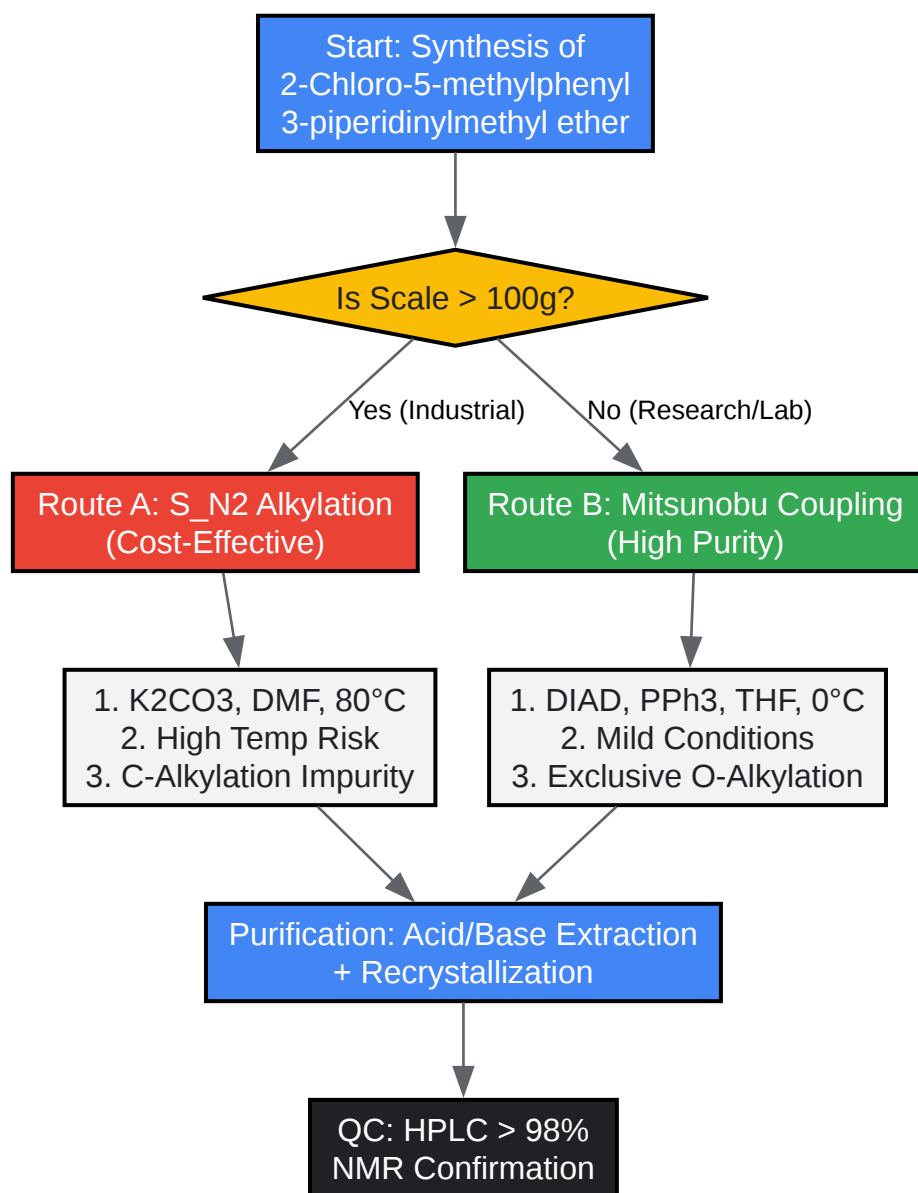 Start: Synthesis of
2-Chloro-5-methylphenyl
3-piperidinylmethyl ether
Is Scale > 100g?
Yes (Industrial)
No (Research/Lab)
Route A: S_N2 Alkylation
(Cost-Effective)
Route B: Mitsunobu Coupling
(High Purity)
1. K2CO3, DMF, 80°C
2. High Temp Risk
3. C-Alkylation Impurity
1. DIAD, PPh3, THF, 0°C
2. Mild Conditions
3. Exclusive O-Alkylation
Purification: Acid/Base Extraction
+ Recrystallization
QC: HPLC > 98%
NMR Confirmation